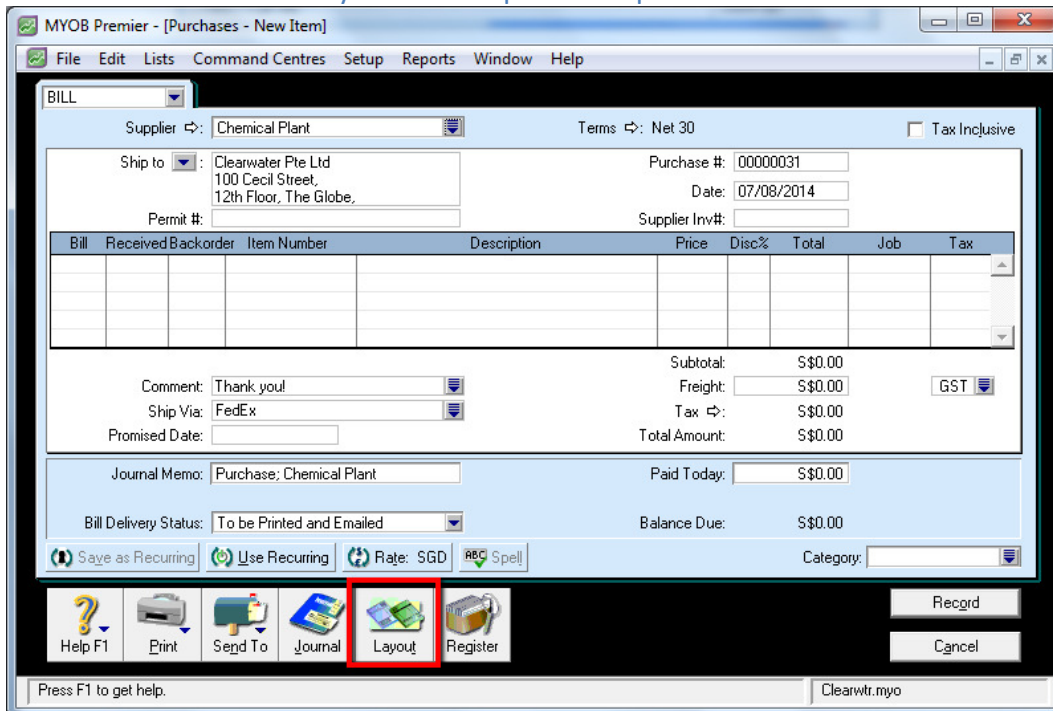 MYOB Premier - [Purchases - New Item]
File Edit Lists Command Centres Setup Reports Window Help
BILL
Supplier ⇨: Chemical Plant Terms ⇨: Net 30 Tax Inclusive
Ship to : Clearwater Pte Ltd Purchase #: 00000031
100 Cecil Street,
12th Floor, The Globe, Date: 07/08/2014
Permit #: Supplier Inv#:
Bill Received Backorder Item Number Description Price Disc% Total Job Tax
Subtotal: S$0.00
Comment: Thank you! Freight: S$0.00 GST
Ship Via: FedEx Tax ⇨: S$0.00
Promised Date: Total Amount: S$0.00
Journal Memo: Purchase; Chemical Plant Paid Today: S$0.00
Bill Delivery Status: To be Printed and Emailed Balance Due: S$0.00
Save as Recurring Use Recurring Rate: SGD ABC Spell Category:
Help F1 Print Send To Journal Layout Register
Record
Cancel
Press F1 to get help. Clearwtr.myo